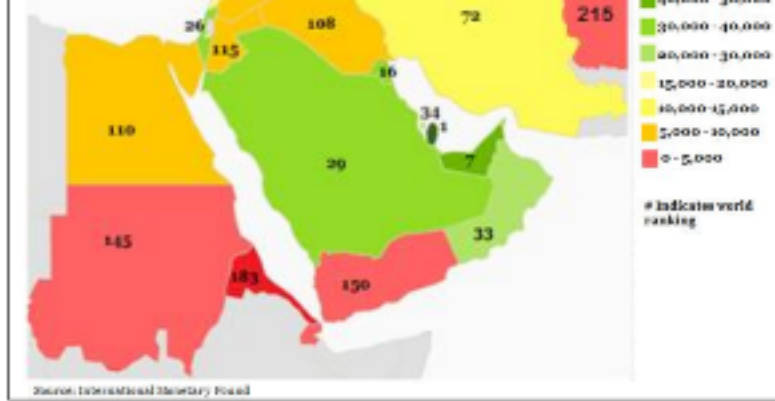 72
215
26
108
30,000 - 40,000
115
20,000 - 30,000
16
15,000 - 20,000
34
10,000-15,000
110
1
5,000 - 10,000
29
7
0 - 5,000
# indicates world
ranking
145
33
183
150
Source: International Monetary Found